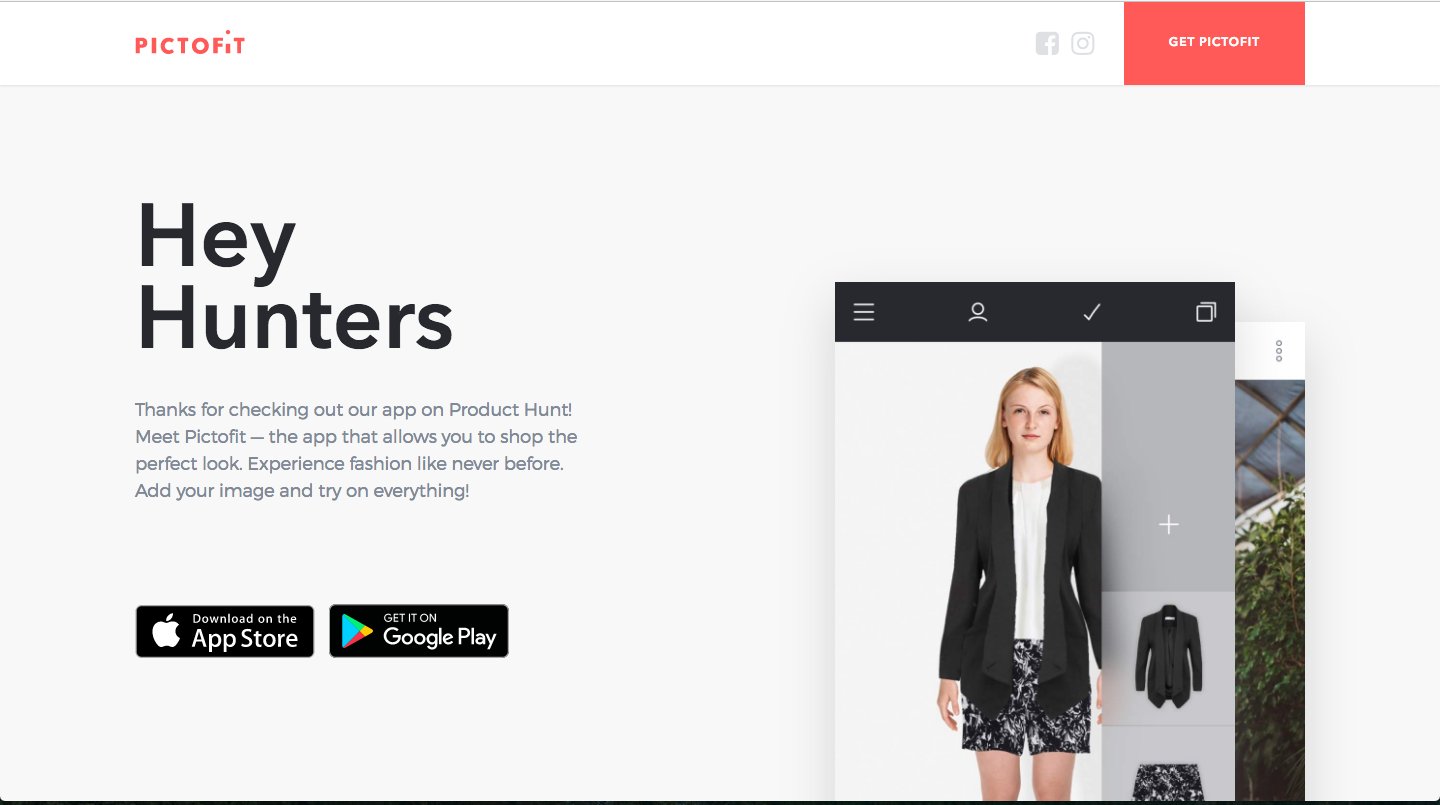 PICTOFiT
GET PICTOFIT
Hey
Hunters
Thanks for checking out our app on Product Hunt!
Meet Pictofit — the app that allows you to shop the
perfect look. Experience fashion like never before.
Add your image and try on everything!
Download on the
App Store
GET IT ON
Google Play